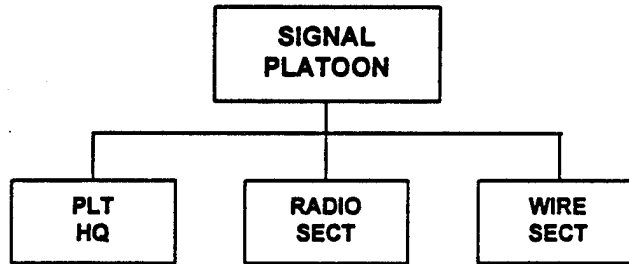 SIGNAL
PLATOON
PLT
HQ
RADIO
SECT
WIRE
SECT